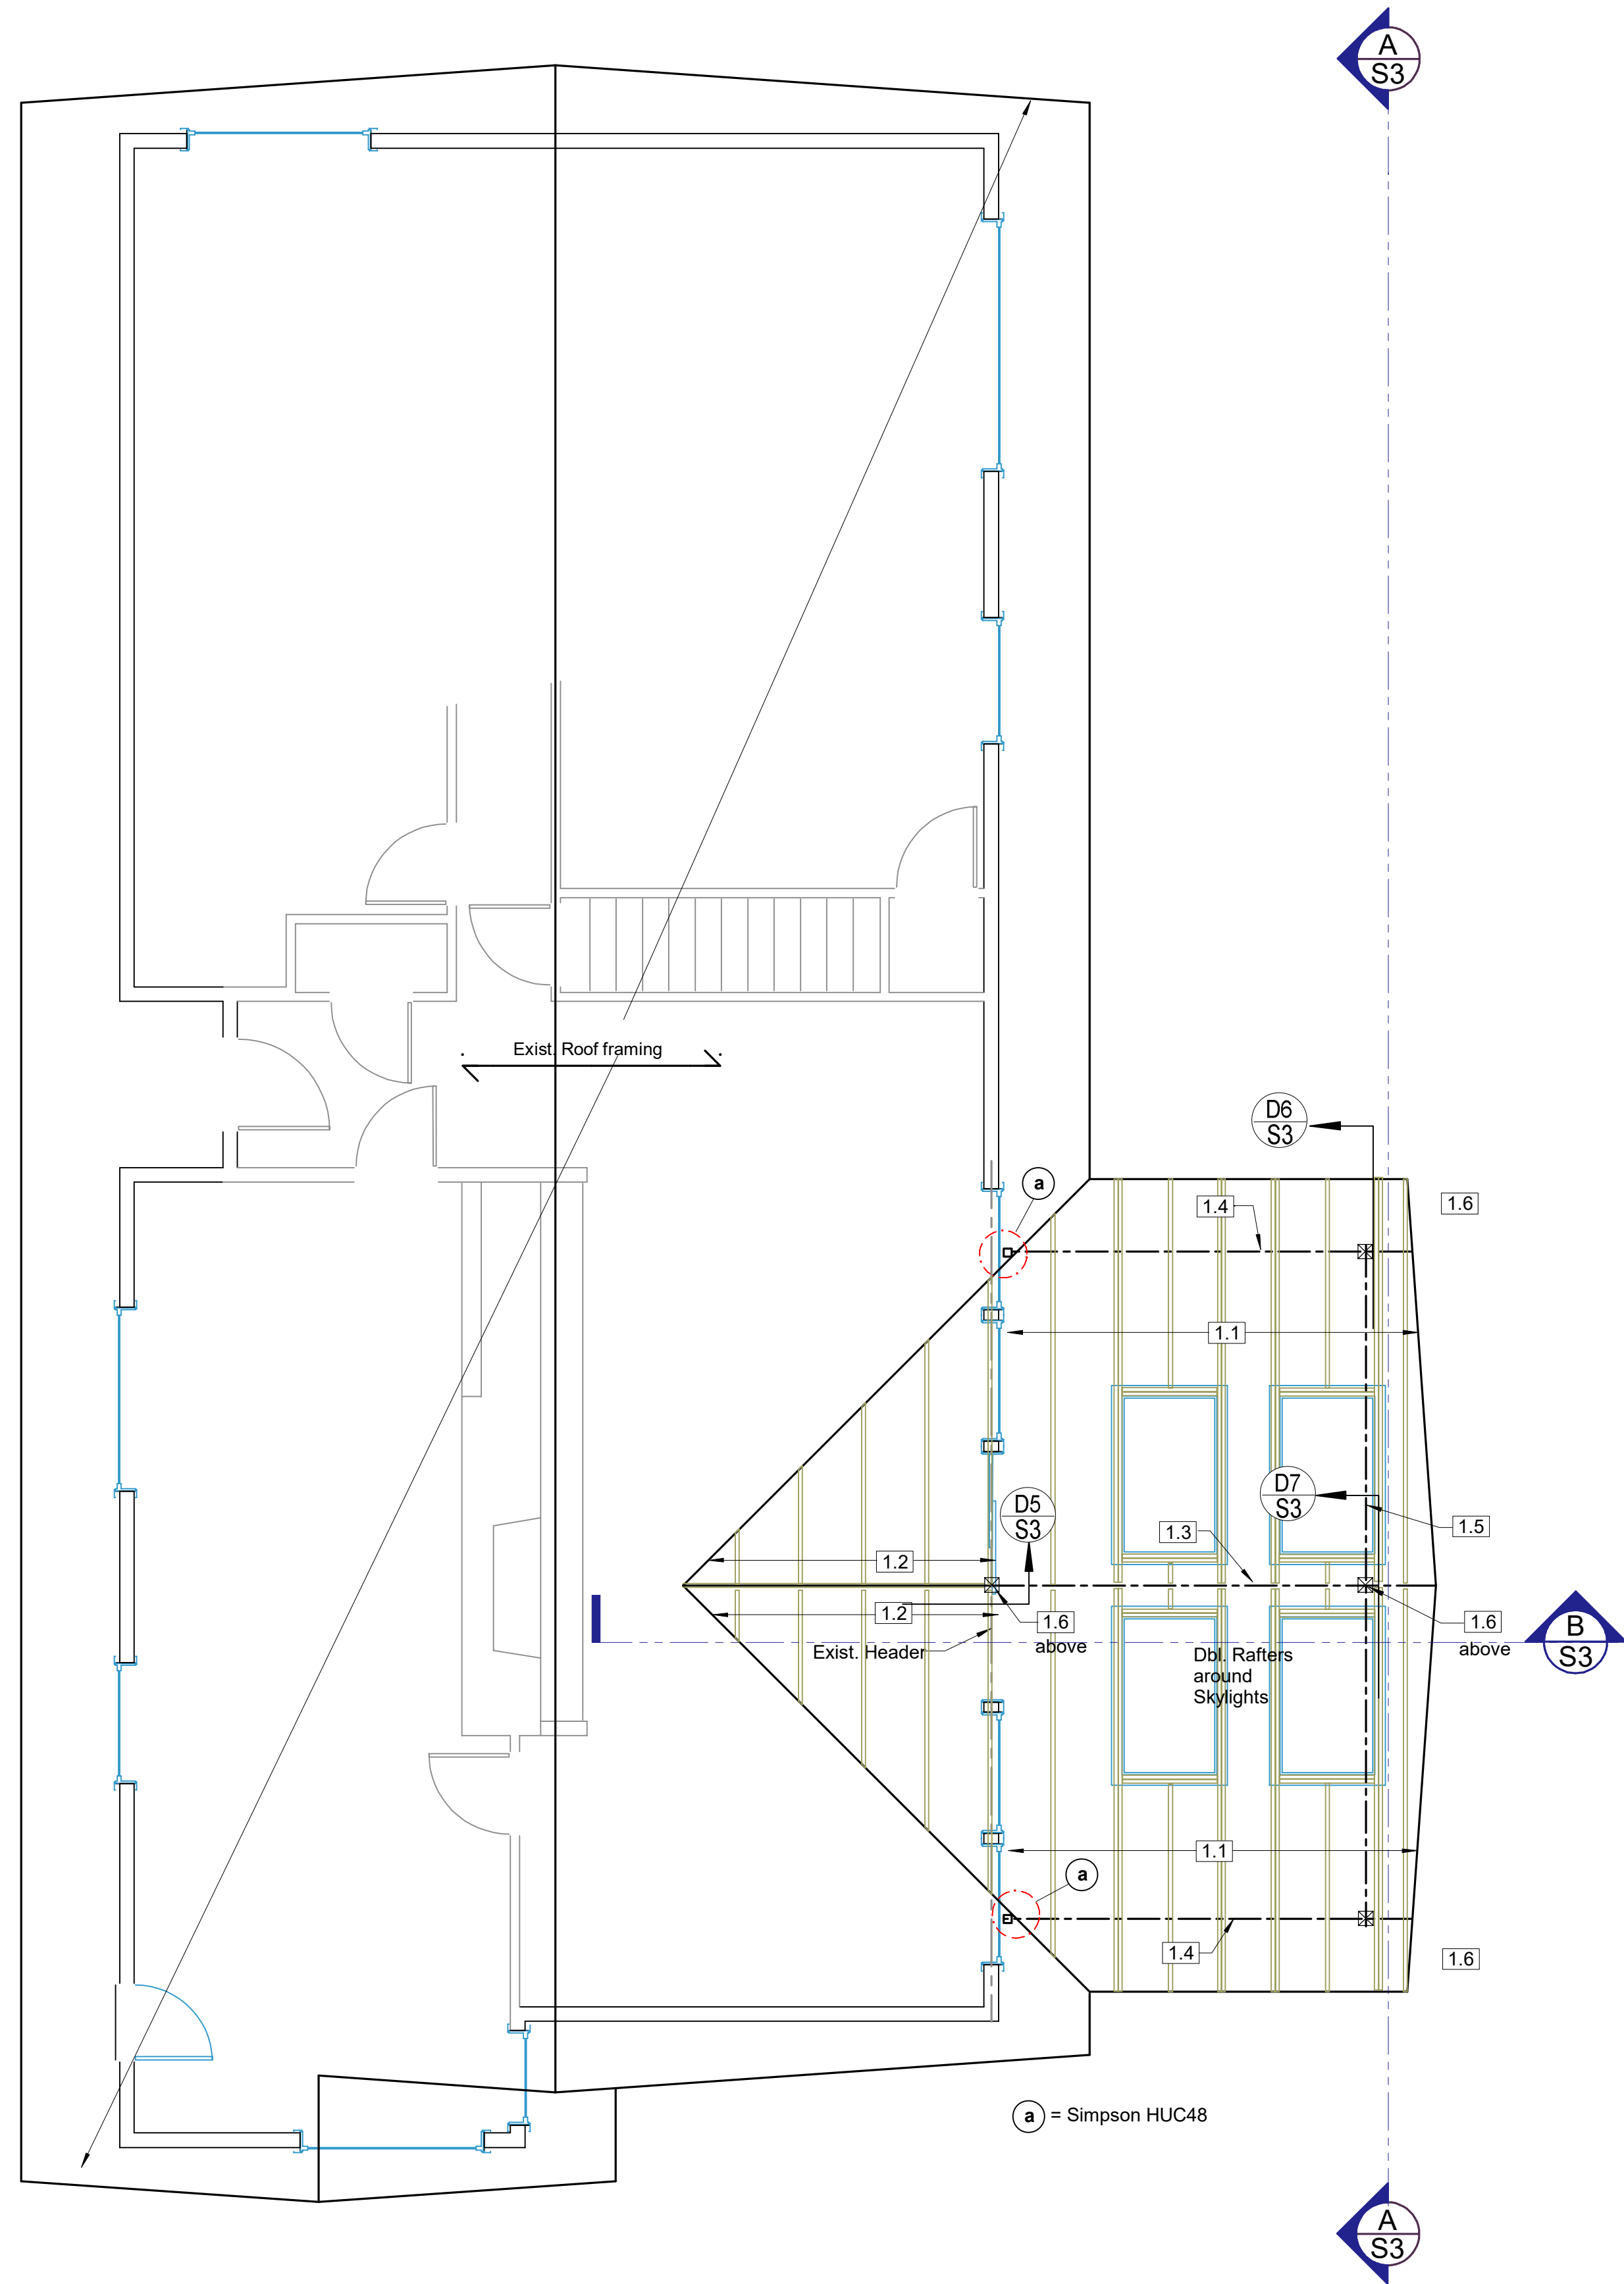 A
S3
Exist. Roof framing
D6
S3
a
1.4
1.6
1.1
D7
S3
D5
S3
1.5
1.3
1.2
1.2
1.6
above
1.6
above
B
S3
Exist. Header
Dbl. Rafters
around
Skylights
1.1
a
1.4
1.6
a = Simpson HUC48
A
S3